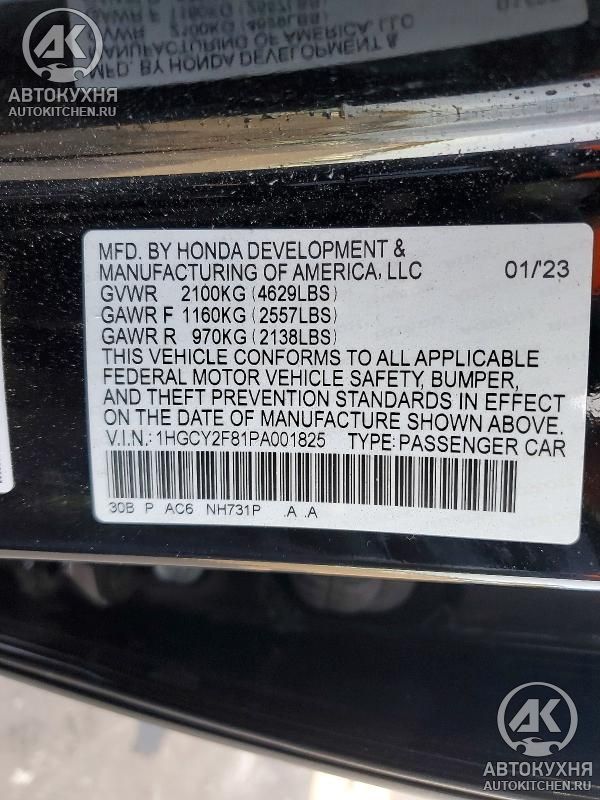 АВТОКУХНЯ
AUTOKITCHEN.RU
MFD. BY HONDA DEVELOPMENT &
MANUFACTURING OF AMERICA, LLC 01/'23
GVWR 2100KG (4629LBS)
GAWR F 1160KG (2557LBS)
GAWR R 970KG (2138LBS)
THIS VEHICLE CONFORMS TO ALL APPLICABLE
FEDERAL MOTOR VEHICLE SAFETY, BUMPER,
AND THEFT PREVENTION STANDARDS IN EFFECT
ON THE DATE OF MANUFACTURE SHOWN ABOVE.
V.I.N.: 1HGCY2F81PA001825 TYPE: PASSENGER CAR
30B P AC6 NH731P .A .A
АК
АВТОКУХНЯ
AUTOKITCHEN.RU